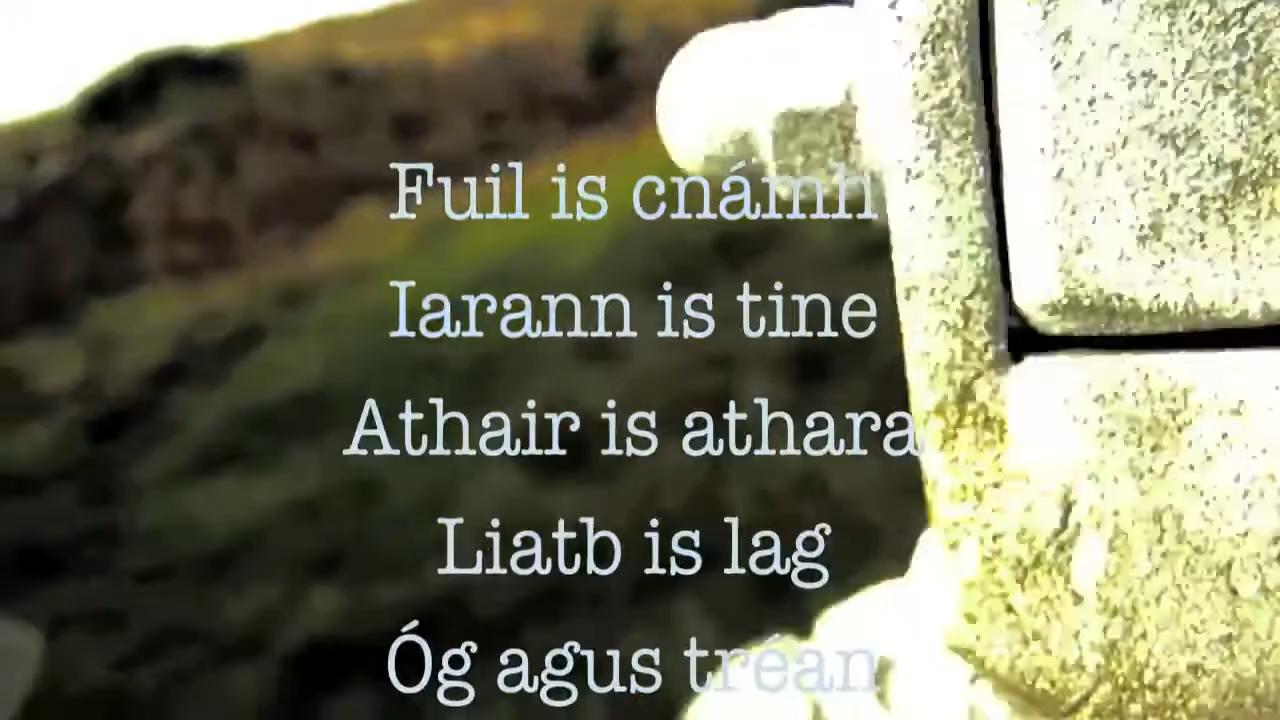 Fuil is cnámh
Iarann is tine
Athair is athara
Liatb is lag
Óg agus tréan